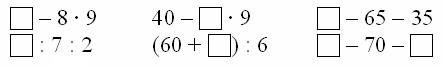 □ – 8 · 9 40 – □ · 9 □ – 65 – 35
□ : 7 : 2 (60 + □) : 6 □ – 70 – □